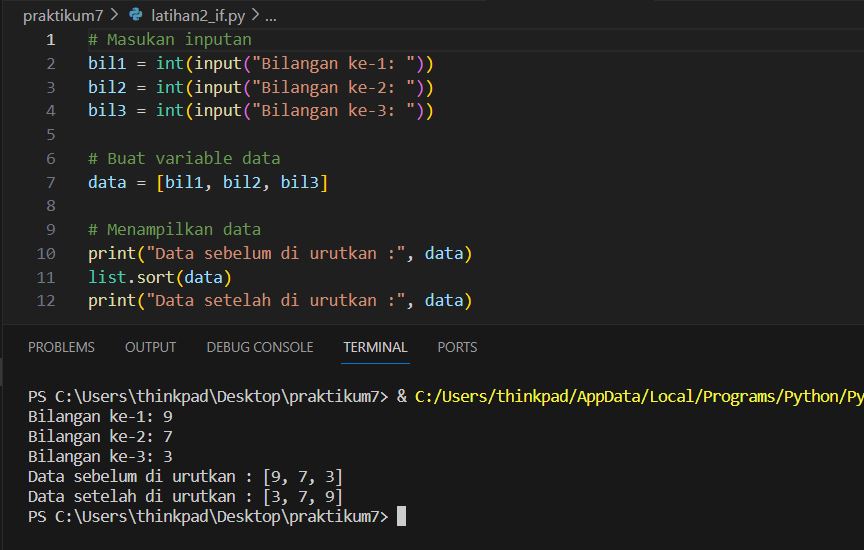 praktikum7 > latihan2_if.py > ...
1 # Masukan inputan
2 bil1 = int(input("Bilangan ke-1: "))
3 bil2 = int(input("Bilangan ke-2: "))
4 bil3 = int(input("Bilangan ke-3: "))
5
6 # Buat variable data
7 data = [bil1, bil2, bil3]
8
9 # Menampilkan data
10 print("Data sebelum di urutkan :", data)
11 list.sort(data)
12 print("Data setelah di urutkan :", data)
PROBLEMS OUTPUT DEBUG CONSOLE TERMINAL PORTS
PS C:\Users\thinkpad\Desktop\praktikum7> & C:/Users/thinkpad/AppData/Local/Programs/Python/Py
Bilangan ke-1: 9
Bilangan ke-2: 7
Bilangan ke-3: 3
Data sebelum di urutkan : [9, 7, 3]
Data setelah di urutkan : [3, 7, 9]
PS C:\Users\thinkpad\Desktop\praktikum7>